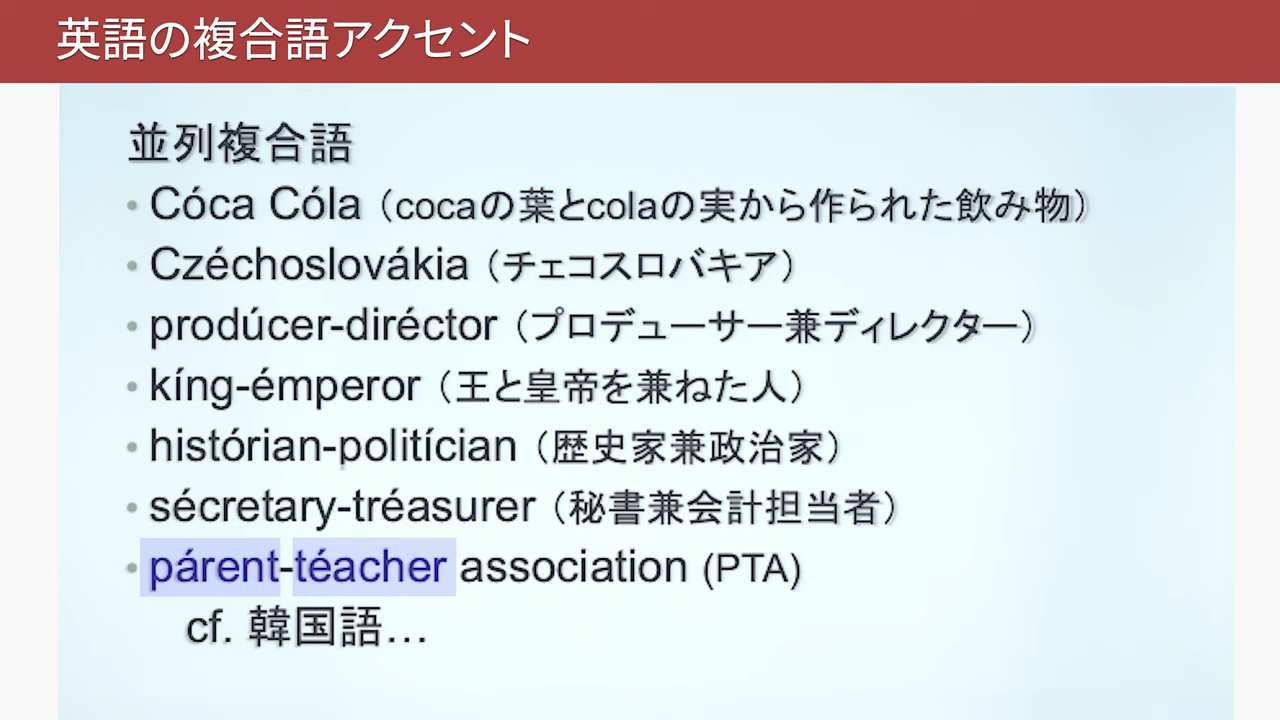 英語の複合語アクセント
並列複合語
• Cóca Cóla（cocaの葉とcolaの実から作られた飲み物）
• Czéchoslovákia（チェコスロバキア）
• prodúcer-diréctor（プロデューサー兼ディレクター）
• kíng-émperor（王と皇帝を兼ねた人）
• histórian-politícian（歴史家兼政治家）
• sécretary-tréasurer（秘書兼会計担当者）
• párent-téacher association (PTA)
cf. 韓国語…